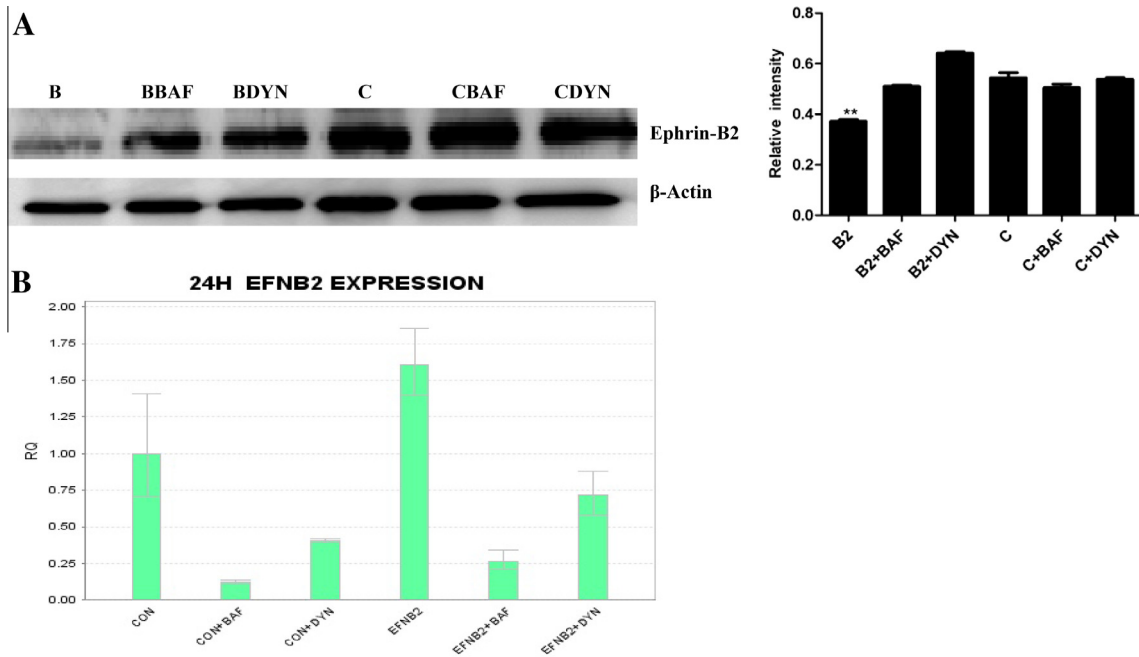 A
B BBAF BDYN C CBAF CDYN
Ephrin-B2
β-Actin
0.8
0.6
0.4
0.2
0.0
Relative intensity
**
B2 B2+BAF B2+DYN C C+BAF C+DYN
B
24H EFNB2 EXPRESSION
2.00
1.75
1.50
1.25
1.00
0.75
0.50
0.25
0.00
RQ
CON CON+BAF CON+DYN EFNB2 EFNB2+BAF EFNB2+DYN